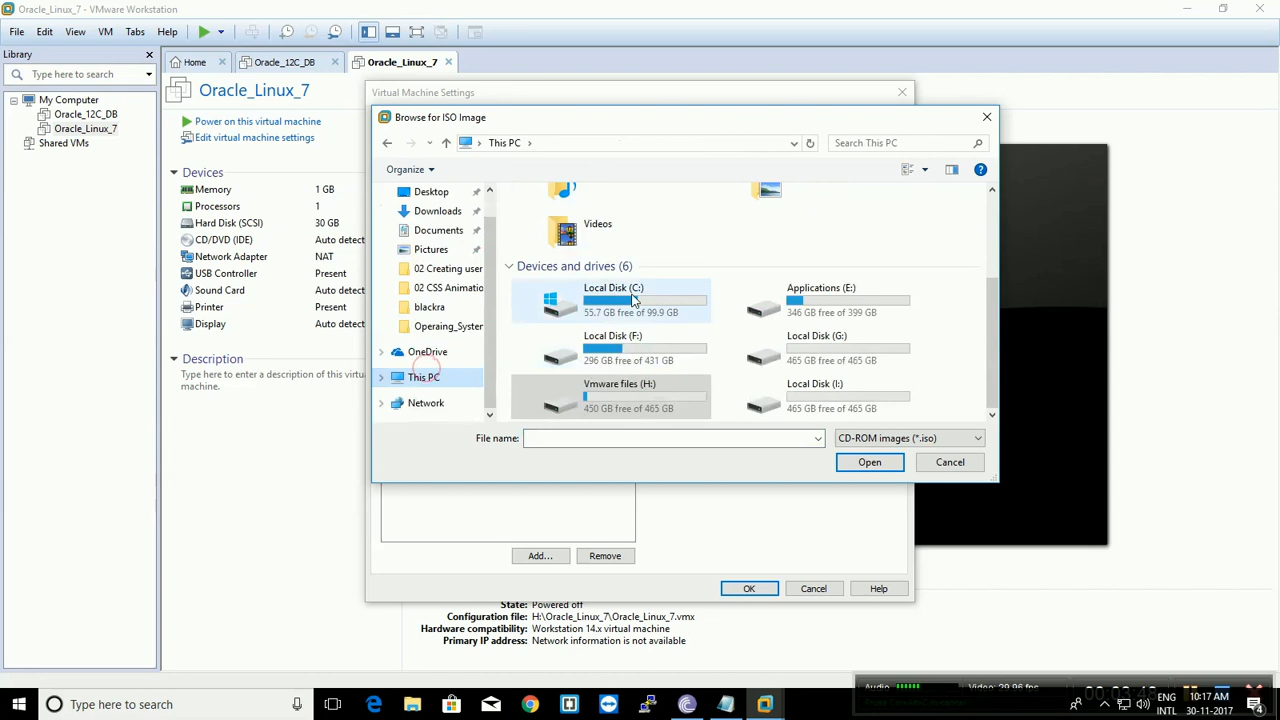 Oracle_Linux_7 - VMware Workstation
File Edit View VM Tabs Help
Library
Type here to search
My Computer
Oracle_12C_DB
Oracle_Linux_7
Shared VMs
Home
Oracle_12C_DB
Oracle_Linux_7
Oracle_Linux_7
Power on this virtual machine
Edit virtual machine settings
Devices
Memory 1 GB
Processors 1
Hard Disk (SCSI) 30 GB
CD/DVD (IDE) Auto detect
Network Adapter NAT
USB Controller Present
Sound Card Auto detect
Printer Present
Display Auto detect
Description
Type here to enter a description of this virtual machine.
Virtual Machine Settings
Browse for ISO Image
This PC
Search This PC
Organize
Desktop
Downloads
Documents
Pictures
02 Creating user
02 CSS Animatio
blackra
Operaing_System
OneDrive
This PC
Network
Videos
Devices and drives (6)
Local Disk (C:)
55.7 GB free of 99.9 GB
Applications (E:)
346 GB free of 399 GB
Local Disk (F:)
296 GB free of 431 GB
Local Disk (G:)
465 GB free of 465 GB
Vmware files (H:)
450 GB free of 465 GB
Local Disk (I:)
465 GB free of 465 GB
File name:
CD-ROM images (*.iso)
Open
Cancel
Add...
Remove
OK
Cancel
Help
State: Powered off
Configuration file: H:\Oracle_Linux_7\Oracle_Linux_7.vmx
Hardware compatibility: Workstation 14.x virtual machine
Primary IP address: Network information is not available
Type here to search
Audio
Video: 29.96 fps
00:03:48
ENG
INTL
10:17 AM
30-11-2017
4